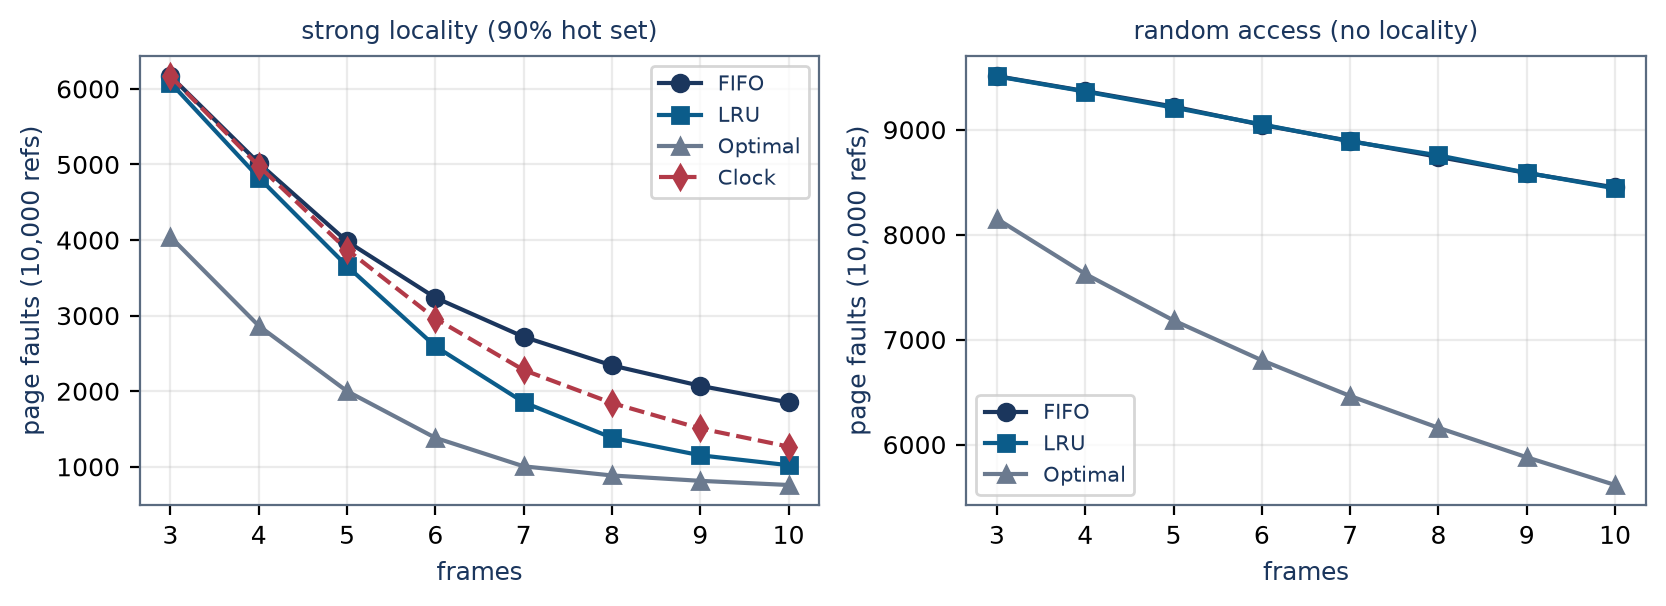 strong locality (90% hot set)
page faults (10,000 refs)
6000
5000
4000
3000
2000
1000
FIFO
LRU
Optimal
Clock
3 4 5 6 7 8 9 10
frames
random access (no locality)
page faults (10,000 refs)
9000
8000
7000
6000
FIFO
LRU
Optimal
3 4 5 6 7 8 9 10
frames